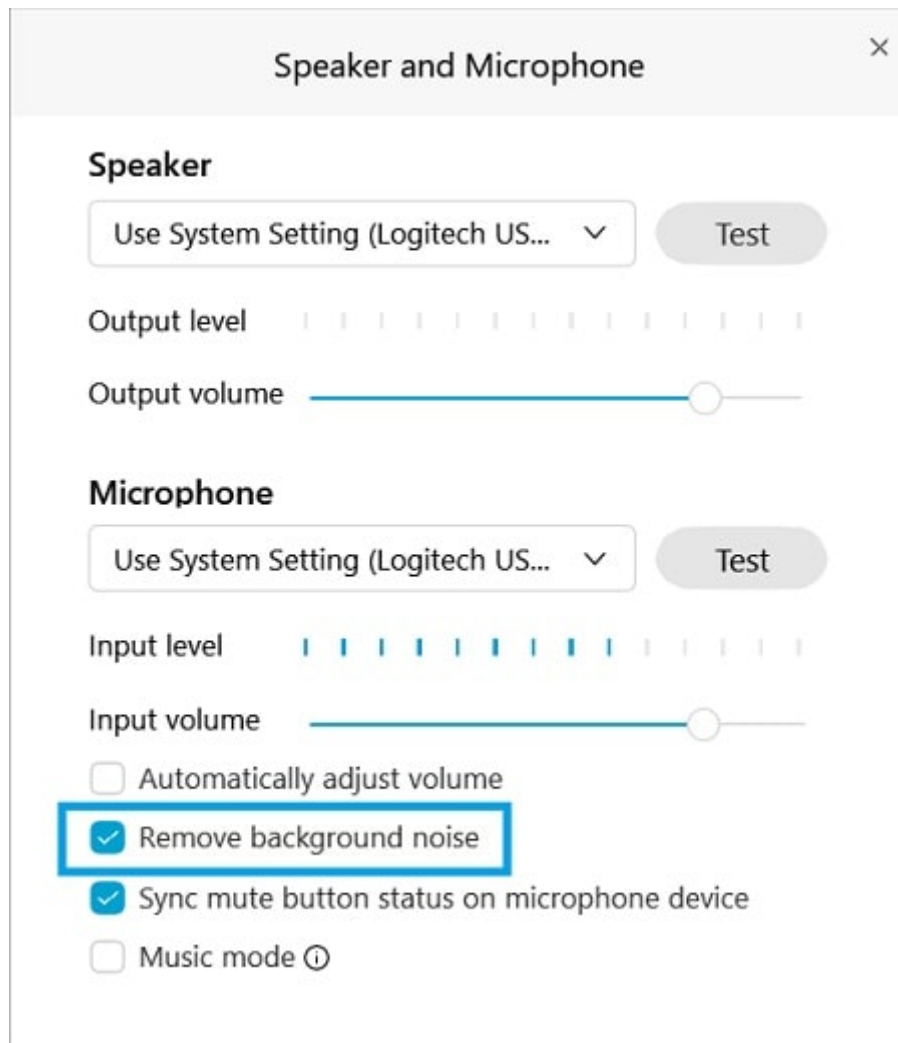 Speaker and Microphone
Speaker
Use System Setting (Logitech US...
Test
Output level
Output volume
Microphone
Use System Setting (Logitech US...
Test
Input level
Input volume
Automatically adjust volume
Remove background noise
Sync mute button status on microphone device
Music mode